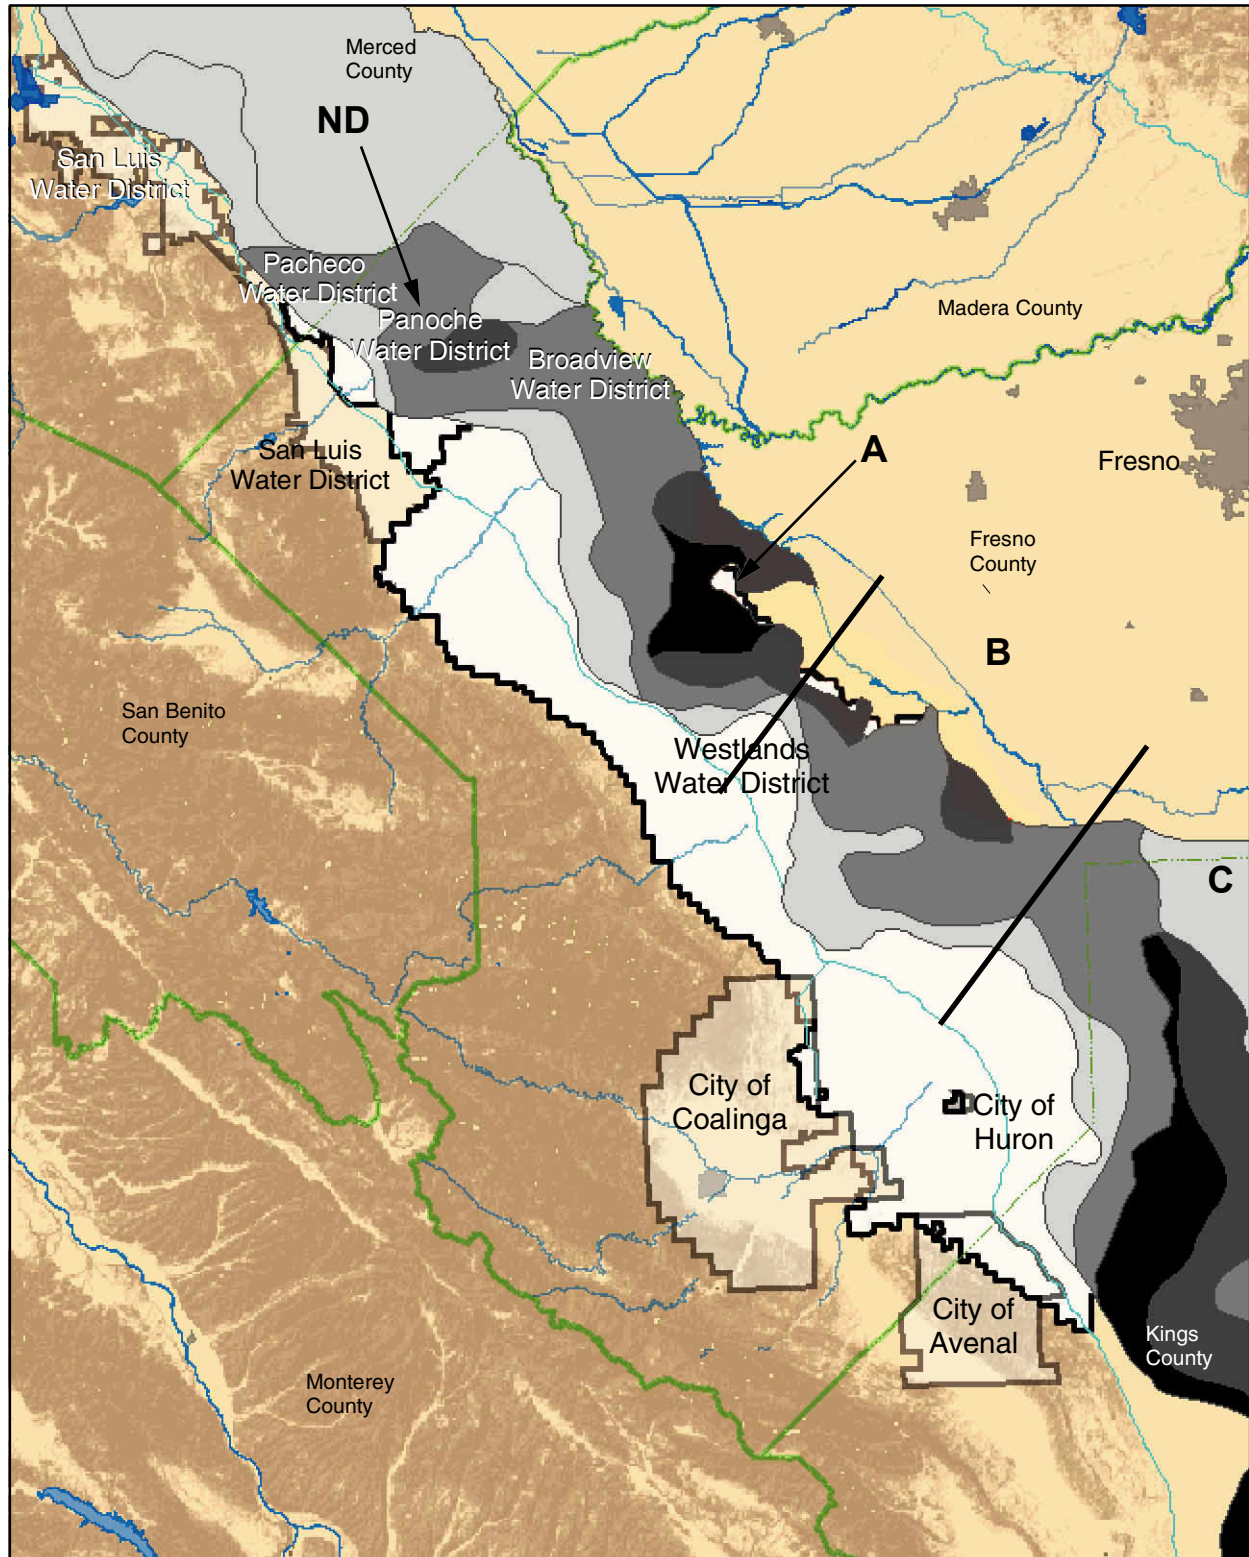 Merced
County
ND
San Luis
Water District
Pacheco
Water District
Panoche
Water District
Madera County
Broadview
Water District
San Luis
Water District
A
Fresno
Fresno
County
B
San Benito
County
Westlands
Water District
C
City of
Coalinga
City of
Huron
City of
Avenal
Kings
County
Monterey
County